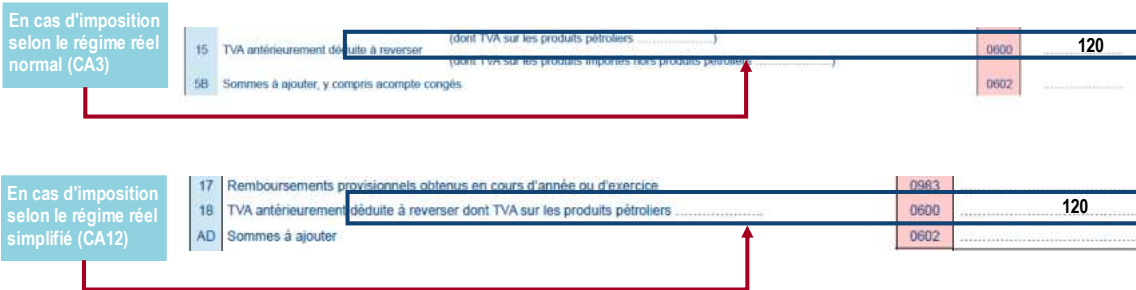 En cas d'imposition
selon le régime réel
normal (CA3)
(dont TVA sur les produits pétroliers ........................)
15 TVA antérieurement déduite à reverser 0600 120
(dont TVA sur les produits importés hors produits pétroliers ........................)
5B Sommes à ajouter, y compris acompte congés 0602
En cas d'imposition
selon le régime réel
simplifié (CA12)
17 Remboursements provisionnels obtenus en cours d'année ou d'exercice 0983
18 TVA antérieurement déduite à reverser dont TVA sur les produits pétroliers ........................ 0600 120
AD Sommes à ajouter 0602